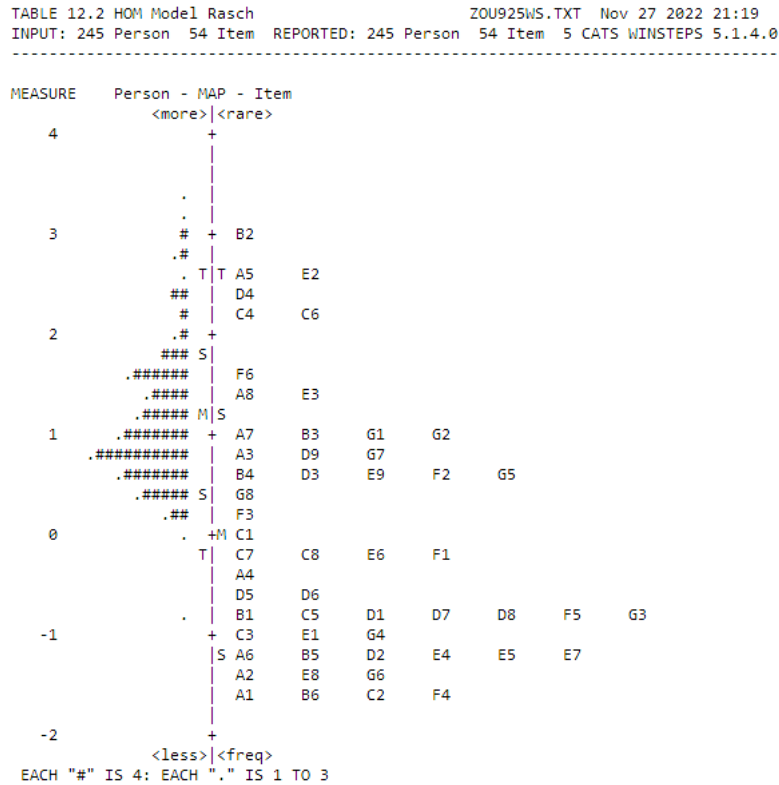 TABLE 12.2 HOM Model Rasch                       ZOU925WS.TXT  Nov 27 2022 21:19
INPUT: 245 Person  54 Item  REPORTED: 245 Person  54 Item  5 CATS WINSTEPS 5.1.4.0
--------------------------------------------------------------------------------
MEASURE    Person - MAP - Item
               <more>|<rare>
    4                +
                     |
                     |
                  .  |
                  .  |
    3             #  +  B2
                 .#  |
                  . T|T A5     E2
                 ##  |  D4
                  #  |  C4     C6
    2            .#  +
                ### S|
            .######  |  F6
              .####  |  A8     E3
             .##### M|S
    1      .#######  +  A7     B3     G1     G2
        .##########  |  A3     D9     G7
           .#######  |  B4     D3     E9     F2     G5
             .##### S|  G8
                .##  |  F3
    0             .  +M C1
                    T|  C7     C8     E6     F1
                     |  A4
                     |  D5     D6
                  .  |  B1     C5     D1     D7     D8     F5     G3
   -1                +  C3     E1     G4
                     |S A6     B5     D2     E4     E5     E7
                     |  A2     E8     G6
                     |  A1     B6     C2     F4
                     |
   -2                +
               <less>|<freq>
 EACH "#" IS 4: EACH "." IS 1 TO 3